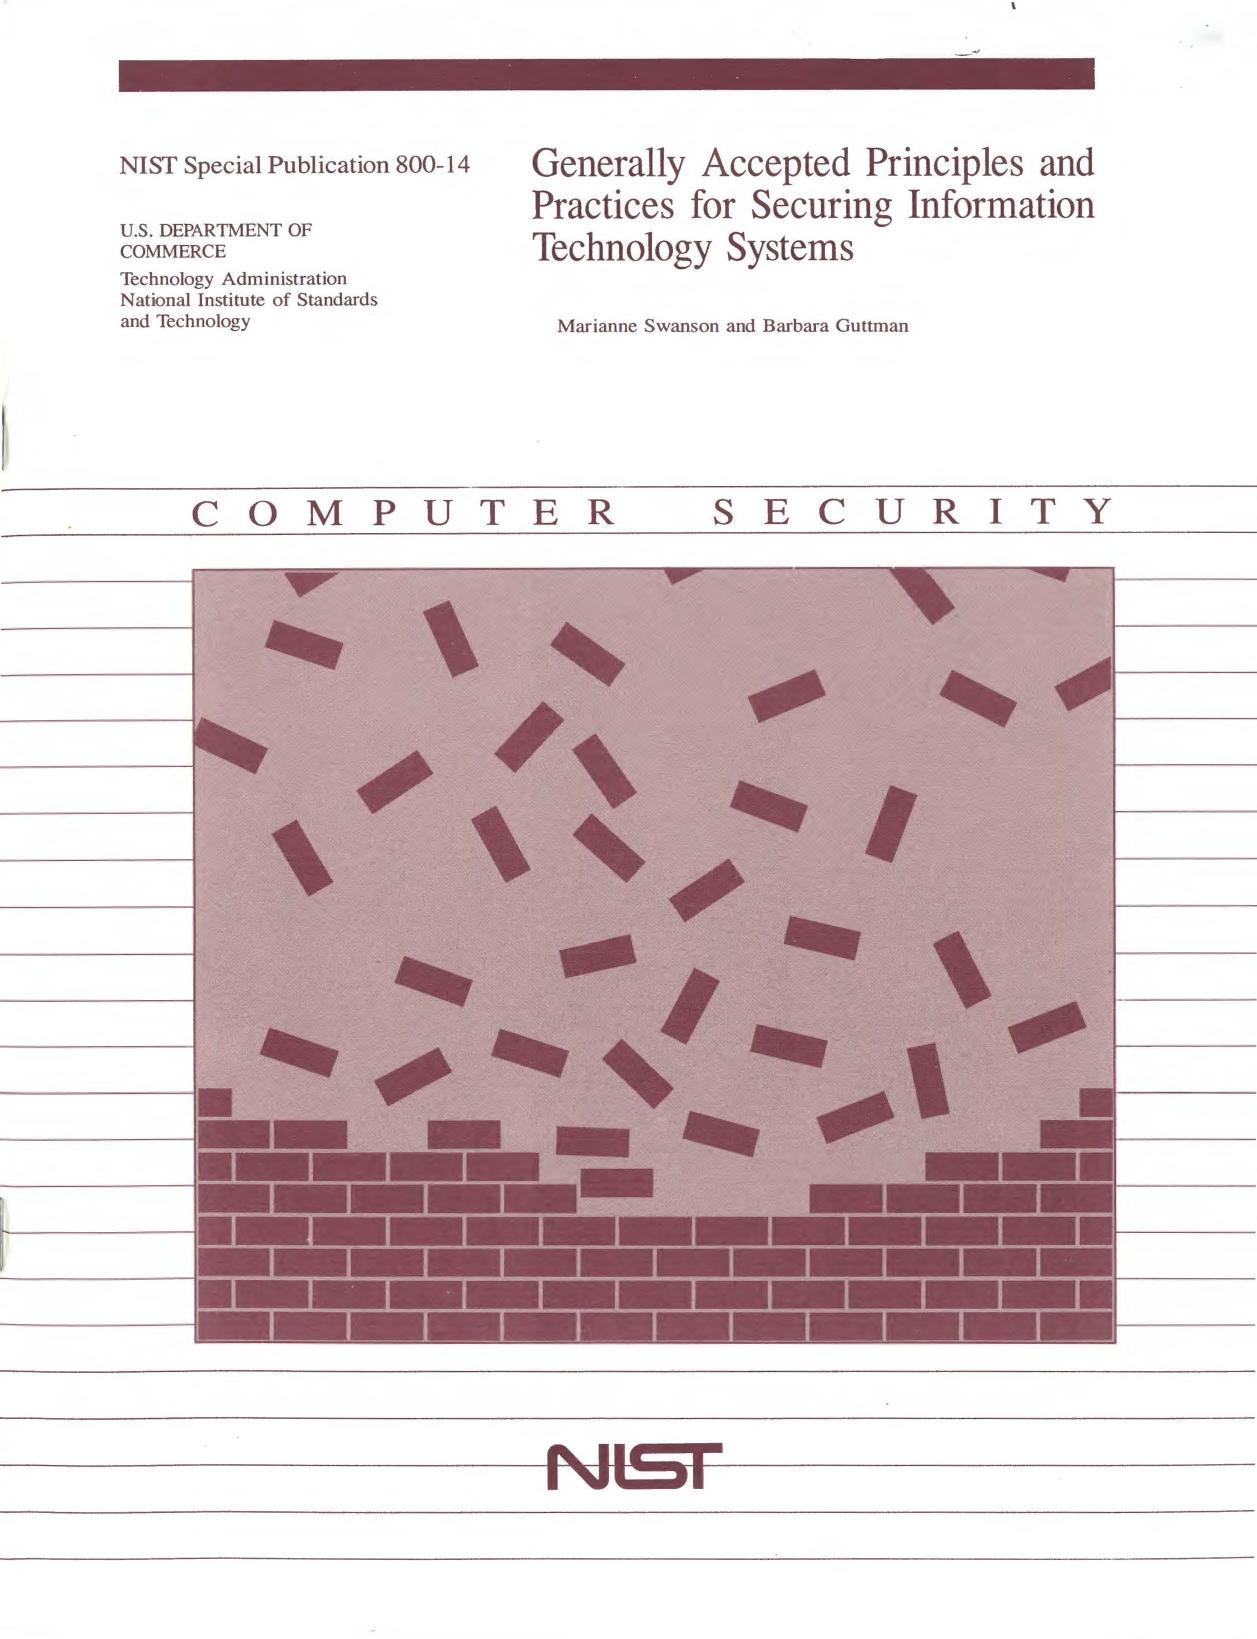 NIST Special Publication 800-14
U.S. DEPARTMENT OF
COMMERCE
Technology Administration
National Institute of Standards
and Technology
Generally Accepted Principles and
Practices for Securing Information
Technology Systems
Marianne Swanson and Barbara Guttman
COMPUTER SECURITY
NIST